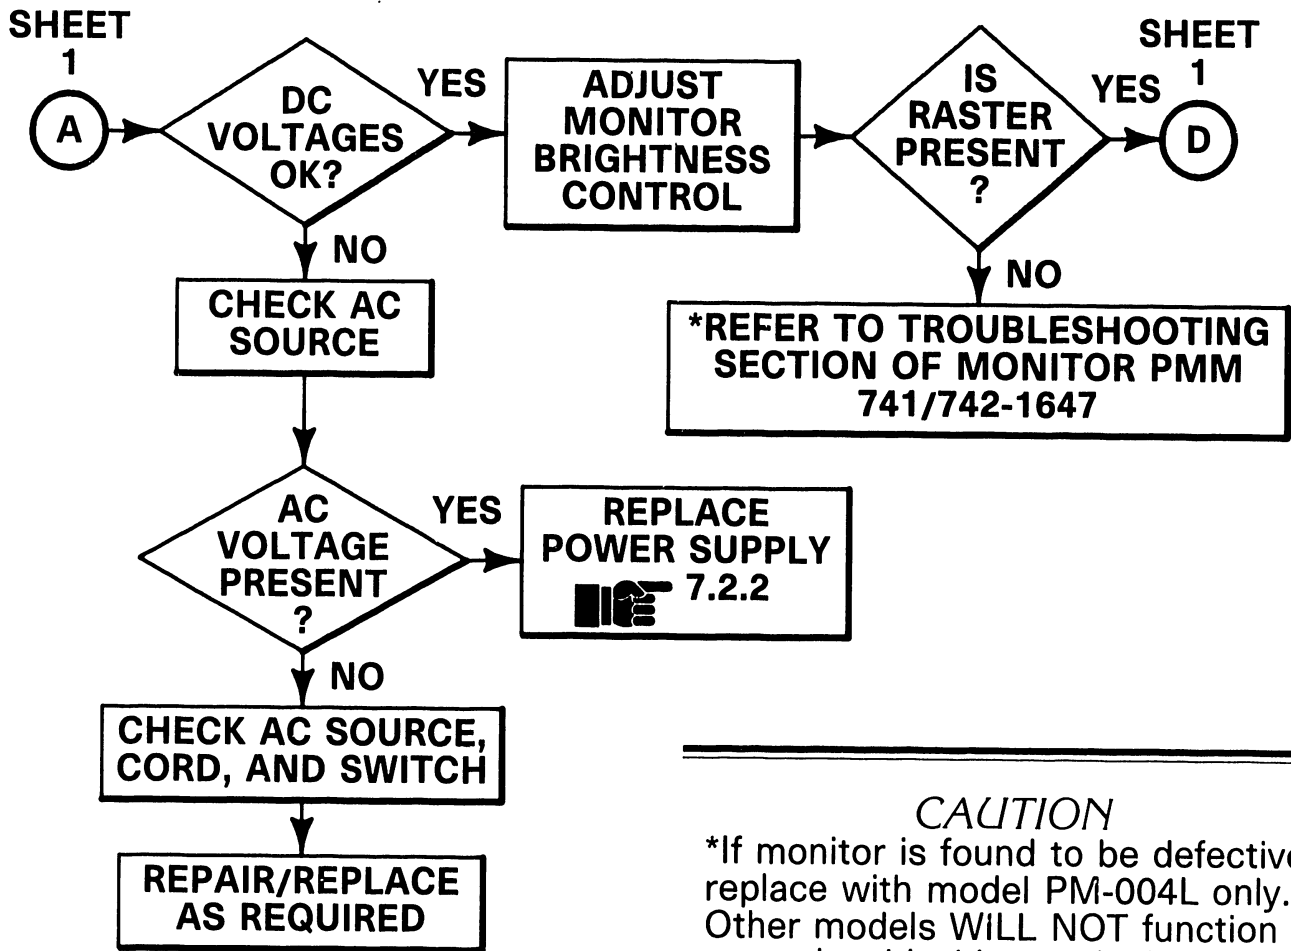 SHEET
1
A
DC
VOLTAGES
OK?
YES
ADJUST
MONITOR
BRIGHTNESS
CONTROL
IS
RASTER
PRESENT
?
YES
SHEET
1
D
NO
CHECK AC
SOURCE
NO
*REFER TO TROUBLESHOOTING
SECTION OF MONITOR PMM
741/742-1647
AC
VOLTAGE
PRESENT
?
YES
REPLACE
POWER SUPPLY
7.2.2
NO
CHECK AC SOURCE,
CORD, AND SWITCH
REPAIR/REPLACE
AS REQUIRED
CAUTION
*If monitor is found to be defective
replace with model PM-004L only.
Other models WILL NOT function